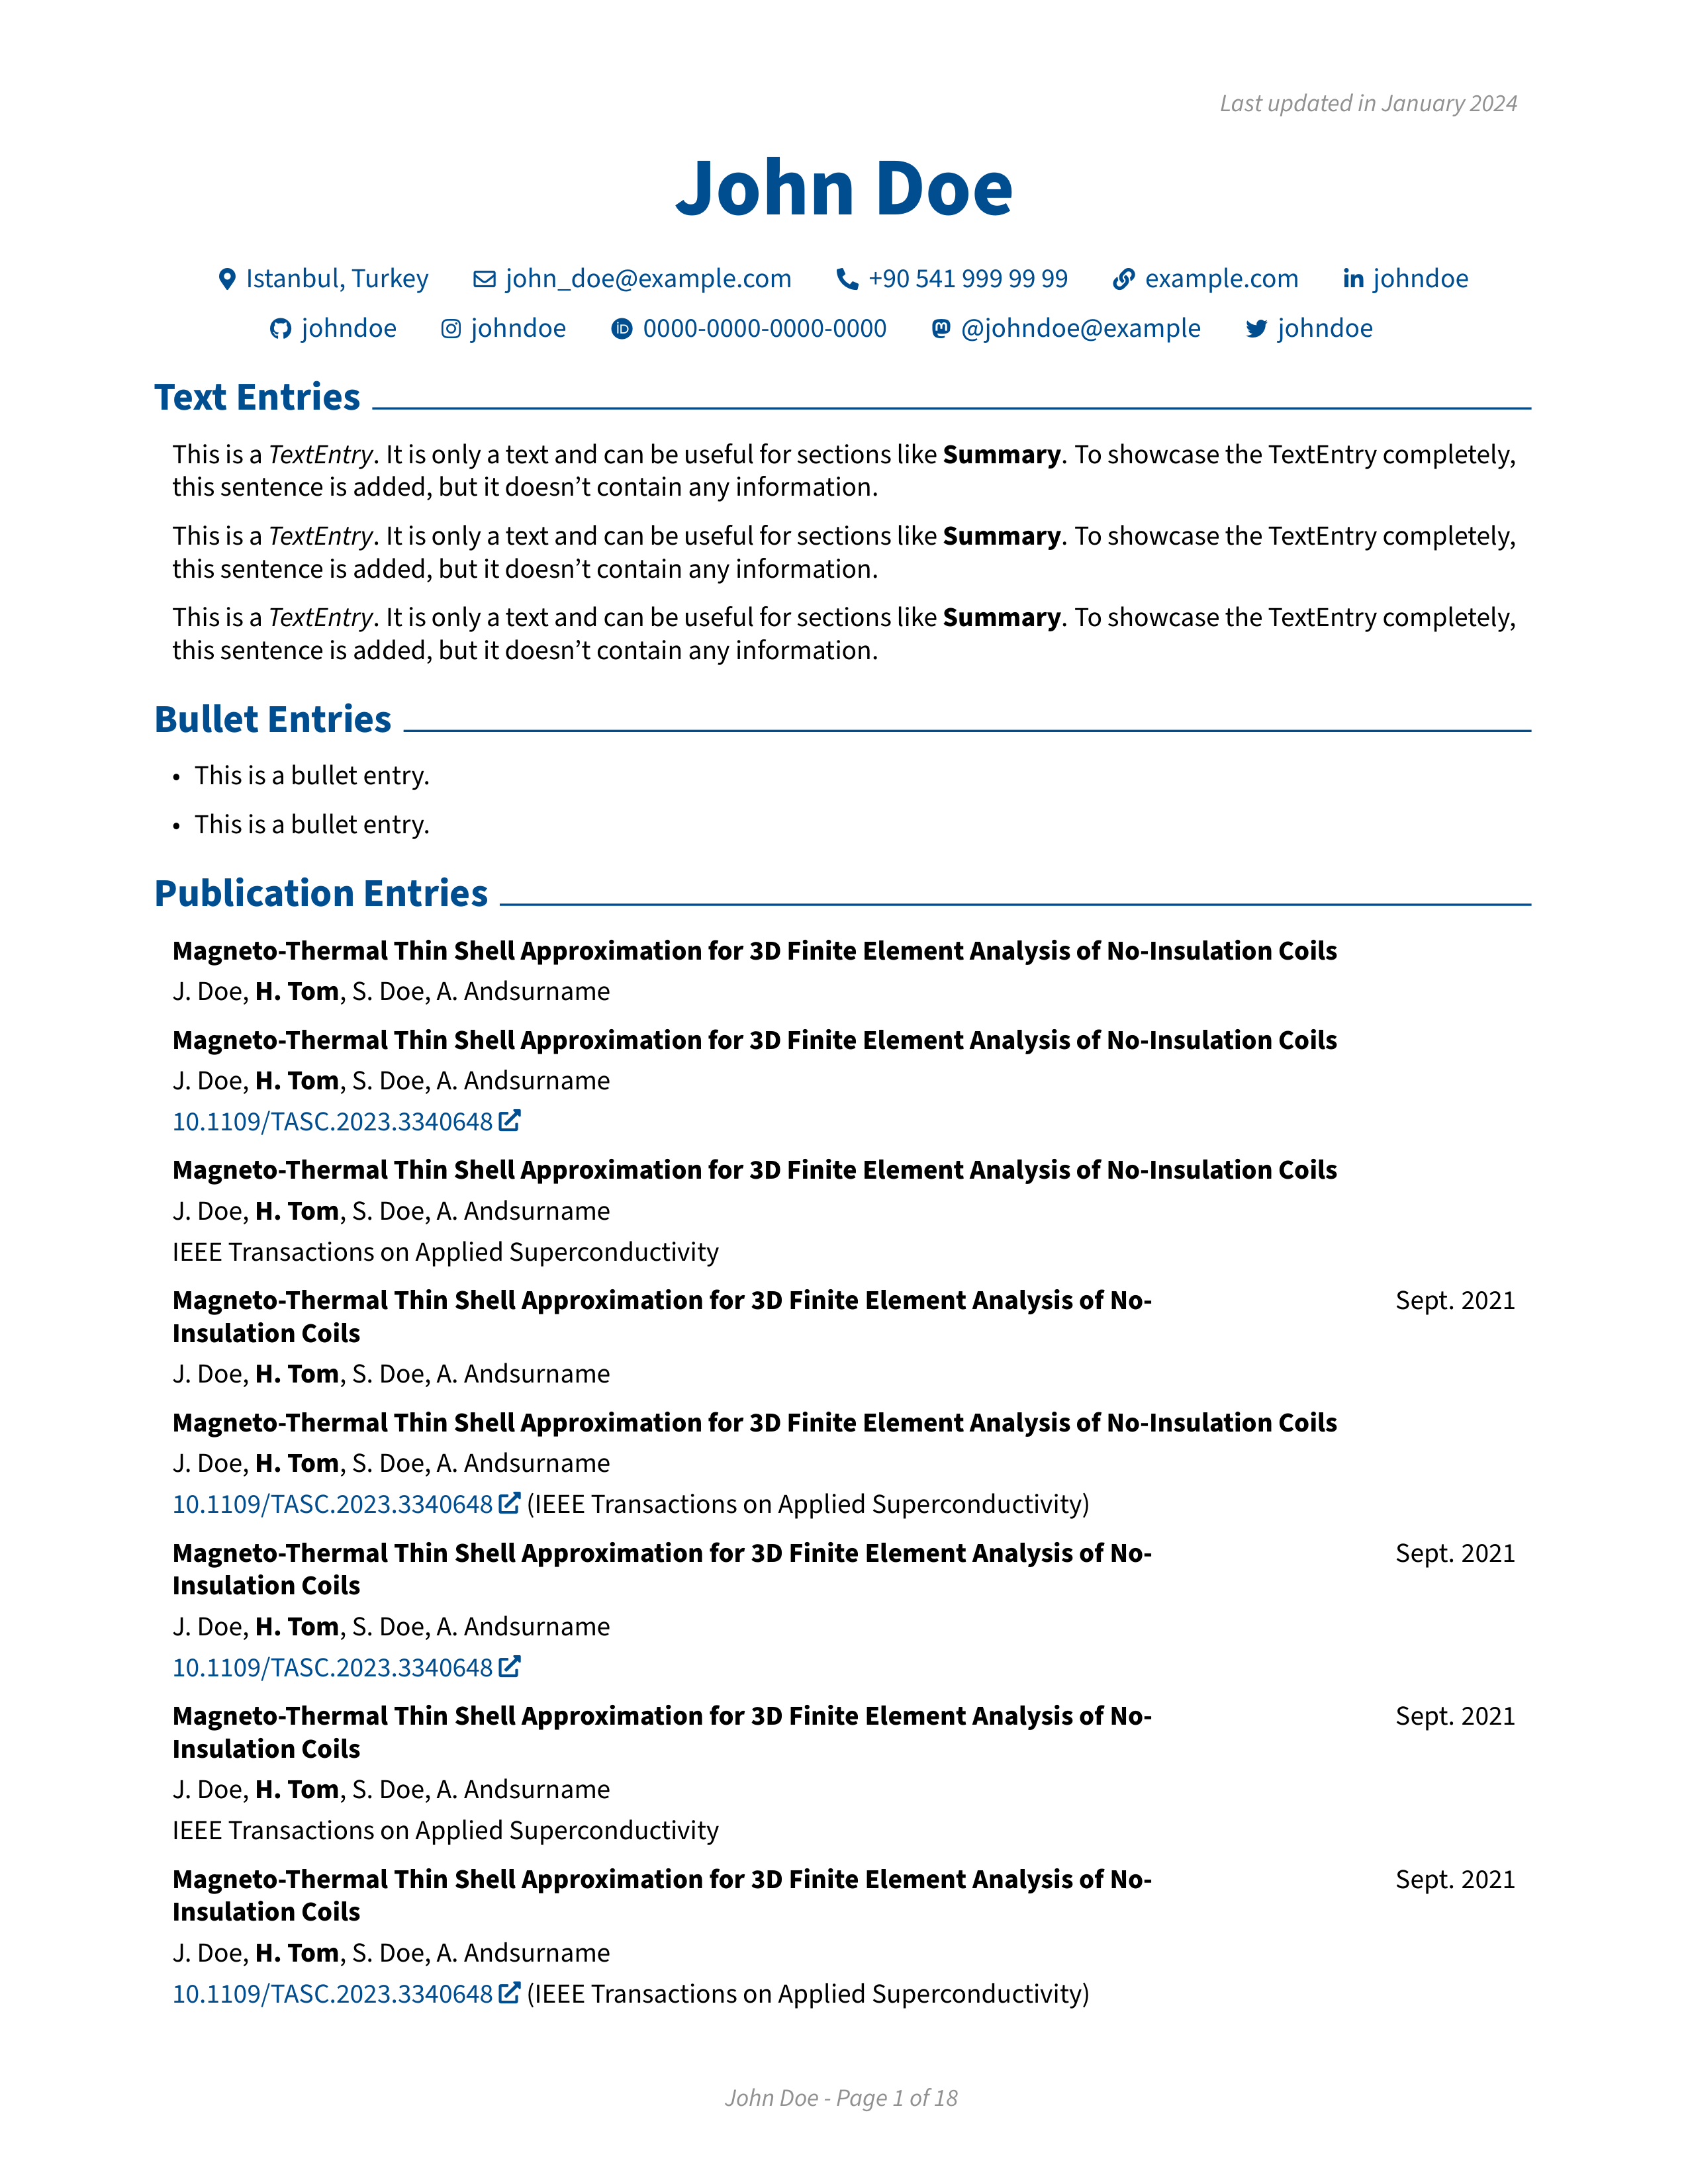 Last updated in January 2024
John Doe
Istanbul, Turkey john_doe@example.com +90 541 999 99 99 example.com johndoe
johndoe johndoe 0000-0000-0000-0000 @johndoe@example johndoe
Text Entries
This is a TextEntry. It is only a text and can be useful for sections like Summary. To showcase the TextEntry completely,
this sentence is added, but it doesn’t contain any information.
This is a TextEntry. It is only a text and can be useful for sections like Summary. To showcase the TextEntry completely,
this sentence is added, but it doesn’t contain any information.
This is a TextEntry. It is only a text and can be useful for sections like Summary. To showcase the TextEntry completely,
this sentence is added, but it doesn’t contain any information.
Bullet Entries
• This is a bullet entry.
• This is a bullet entry.
Publication Entries
Magneto-Thermal Thin Shell Approximation for 3D Finite Element Analysis of No-Insulation Coils
J. Doe, H. Tom, S. Doe, A. Andsurname
Magneto-Thermal Thin Shell Approximation for 3D Finite Element Analysis of No-Insulation Coils
J. Doe, H. Tom, S. Doe, A. Andsurname
10.1109/TASC.2023.3340648
Magneto-Thermal Thin Shell Approximation for 3D Finite Element Analysis of No-Insulation Coils
J. Doe, H. Tom, S. Doe, A. Andsurname
IEEE Transactions on Applied Superconductivity
Magneto-Thermal Thin Shell Approximation for 3D Finite Element Analysis of No- Sept. 2021
Insulation Coils
J. Doe, H. Tom, S. Doe, A. Andsurname
Magneto-Thermal Thin Shell Approximation for 3D Finite Element Analysis of No-Insulation Coils
J. Doe, H. Tom, S. Doe, A. Andsurname
10.1109/TASC.2023.3340648 (IEEE Transactions on Applied Superconductivity)
Magneto-Thermal Thin Shell Approximation for 3D Finite Element Analysis of No- Sept. 2021
Insulation Coils
J. Doe, H. Tom, S. Doe, A. Andsurname
10.1109/TASC.2023.3340648
Magneto-Thermal Thin Shell Approximation for 3D Finite Element Analysis of No- Sept. 2021
Insulation Coils
J. Doe, H. Tom, S. Doe, A. Andsurname
IEEE Transactions on Applied Superconductivity
Magneto-Thermal Thin Shell Approximation for 3D Finite Element Analysis of No- Sept. 2021
Insulation Coils
J. Doe, H. Tom, S. Doe, A. Andsurname
10.1109/TASC.2023.3340648 (IEEE Transactions on Applied Superconductivity)
John Doe - Page 1 of 18